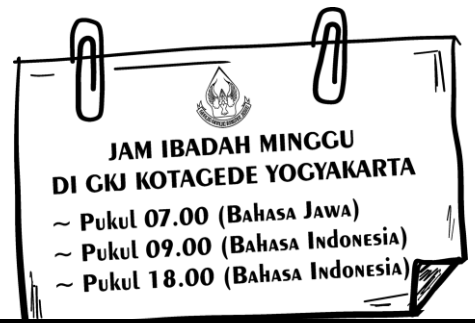 JAM IBADAH MINGGU
DI GKJ KOTAGEDE YOGYAKARTA
~ Pukul 07.00 (Bahasa Jawa)
~ Pukul 09.00 (Bahasa Indonesia)
~ Pukul 18.00 (Bahasa Indonesia)